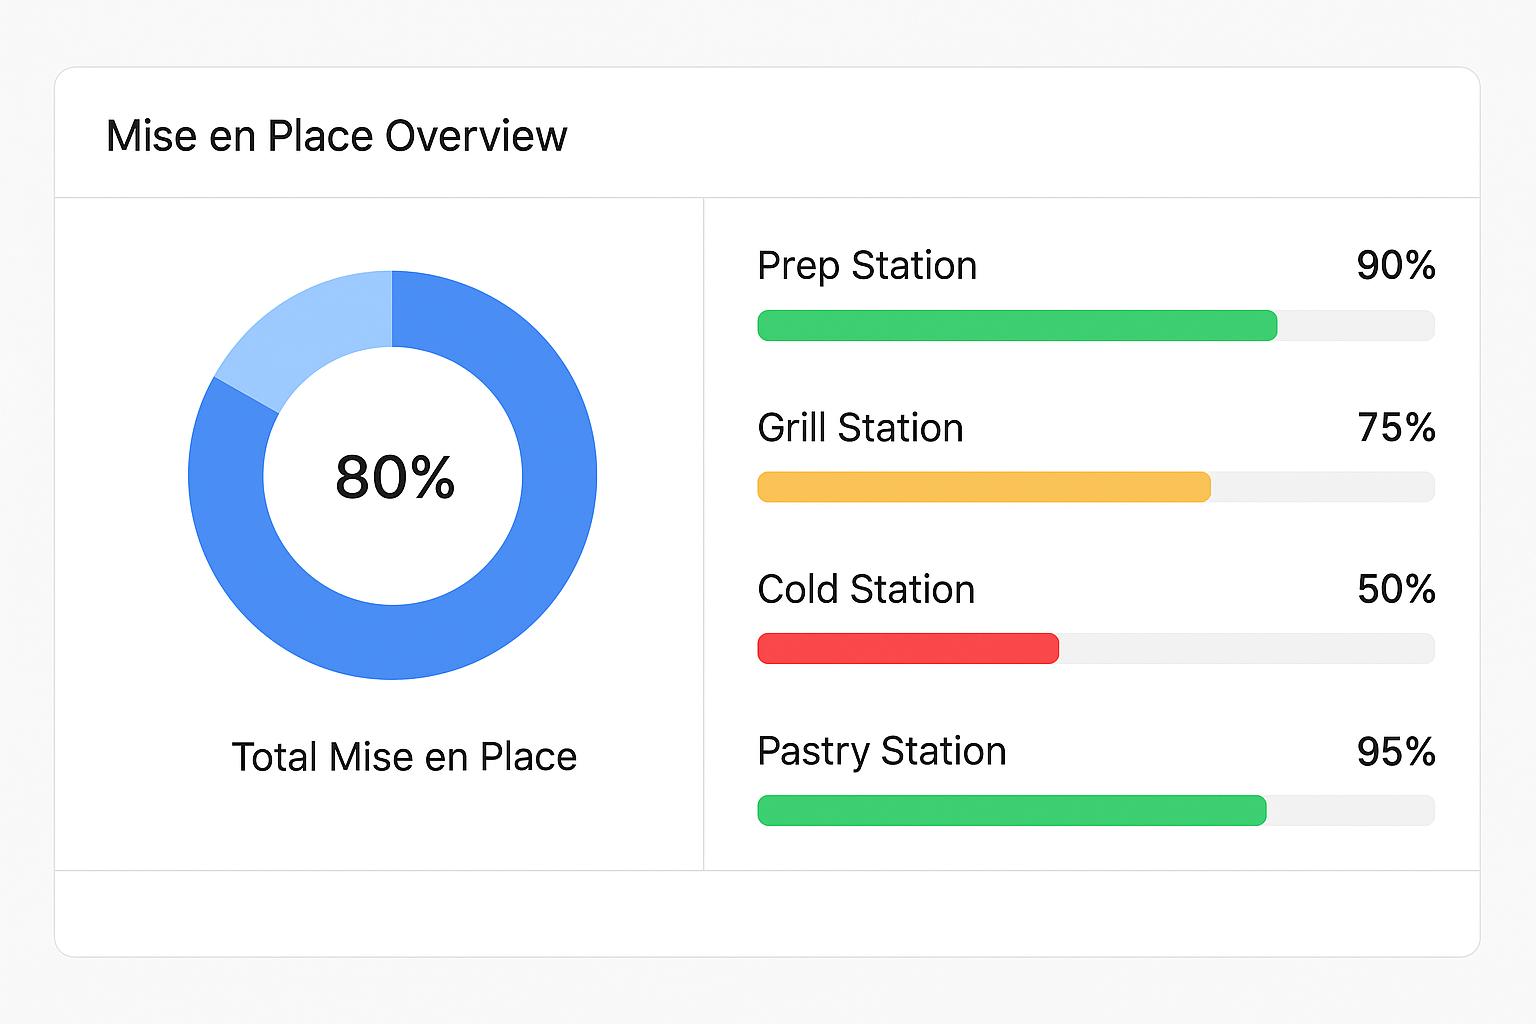 Mise en Place Overview
80%
Total Mise en Place
Prep Station 90%
Grill Station 75%
Cold Station 50%
Pastry Station 95%